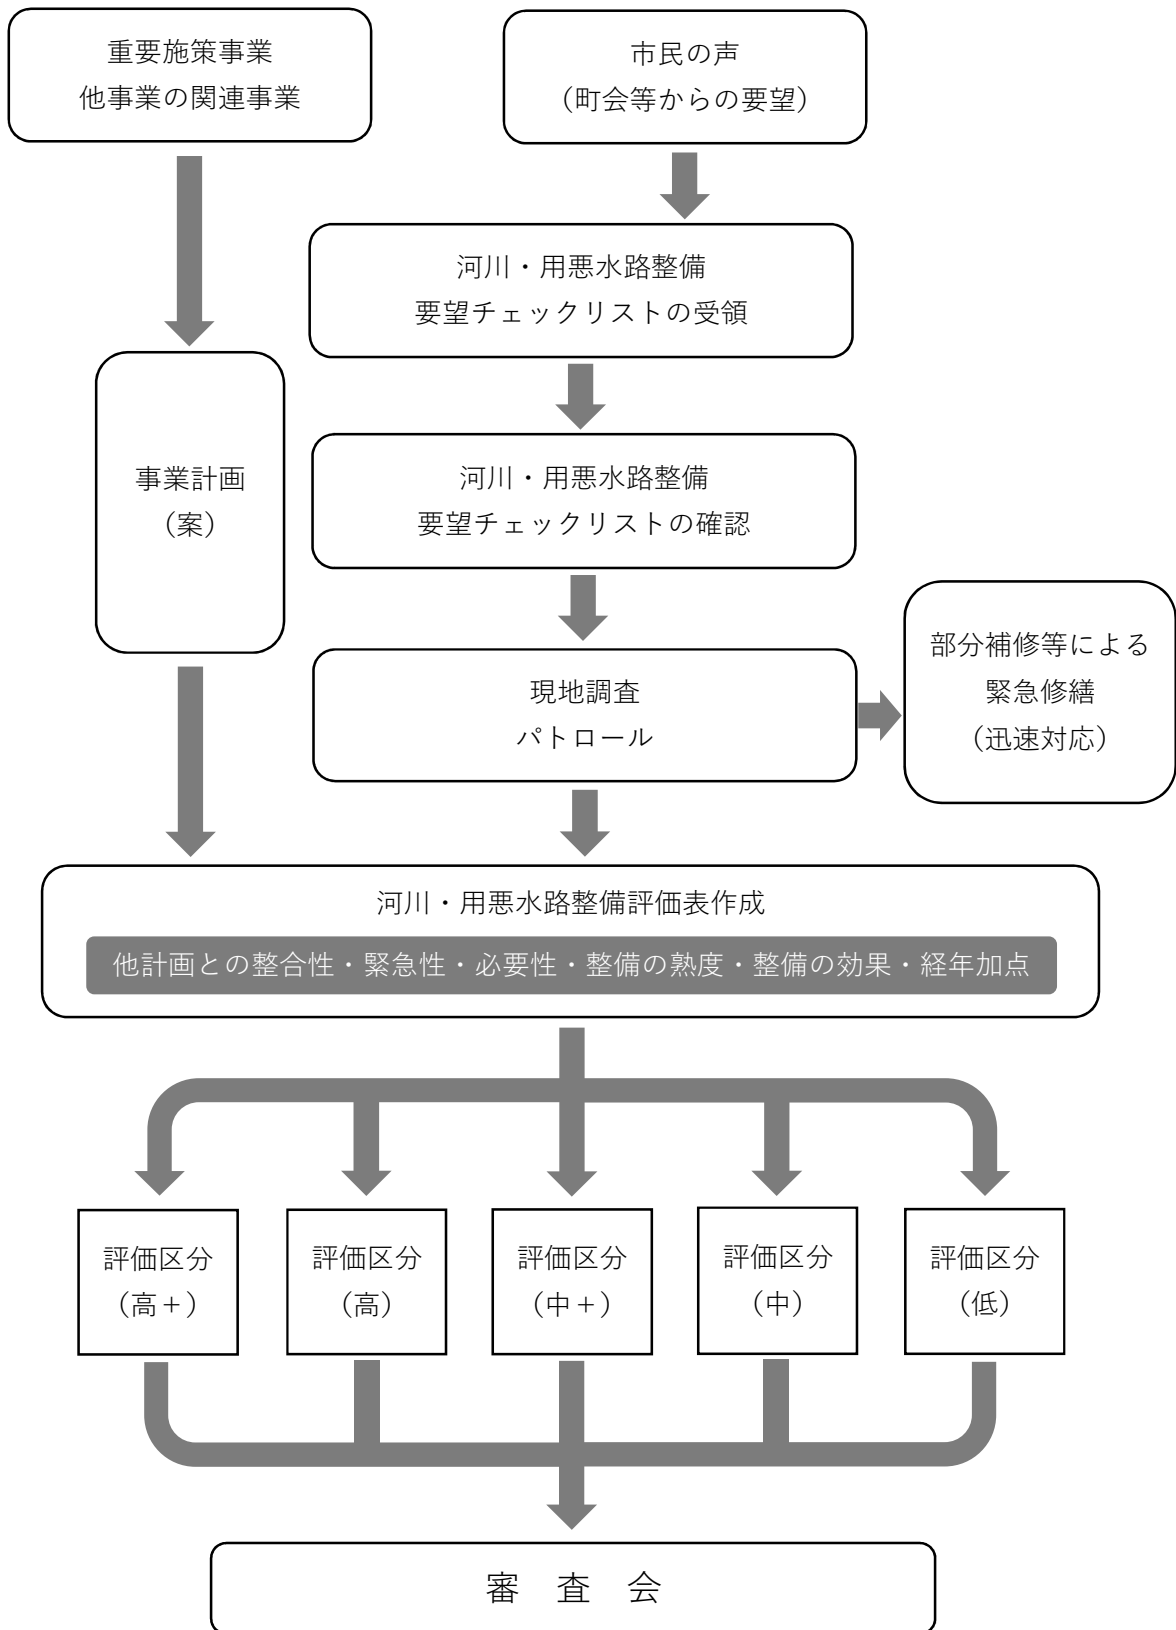 重要施策事業
他事業の関連事業
市民の声
（町会等からの要望）
河川・用悪水路整備
要望チェックリストの受領
事業計画
（案）
河川・用悪水路整備
要望チェックリストの確認
現地調査
パトロール
部分補修等による
緊急修繕
（迅速対応）
河川・用悪水路整備評価表作成
他計画との整合性・緊急性・必要性・整備の熟度・整備の効果・経年加点
評価区分
（高＋）
評価区分
（高）
評価区分
（中＋）
評価区分
（中）
評価区分
（低）
審　査　会